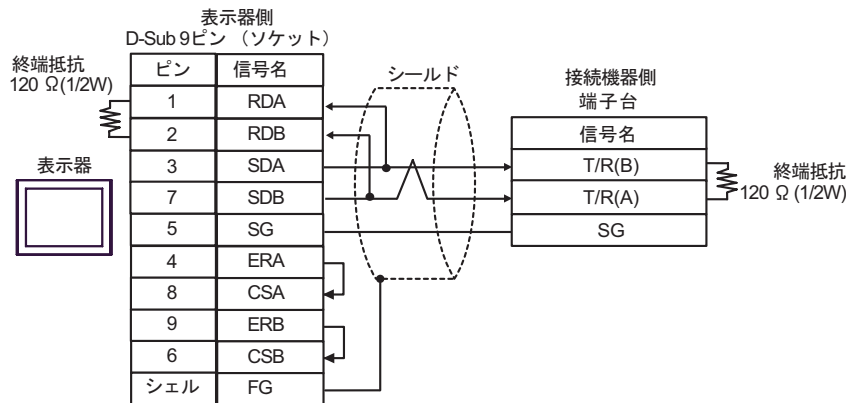 表示器側
D-Sub 9ピン （ソケット）
終端抵抗
120 Ω(1/2W)
ピン 信号名
1 RDA
2 RDB
3 SDA
7 SDB
5 SG
4 ERA
8 CSA
9 ERB
6 CSB
シェル FG
表示器
シールド
接続機器側
端子台
信号名
T/R(B)
T/R(A)
SG
終端抵抗
120 Ω (1/2W)